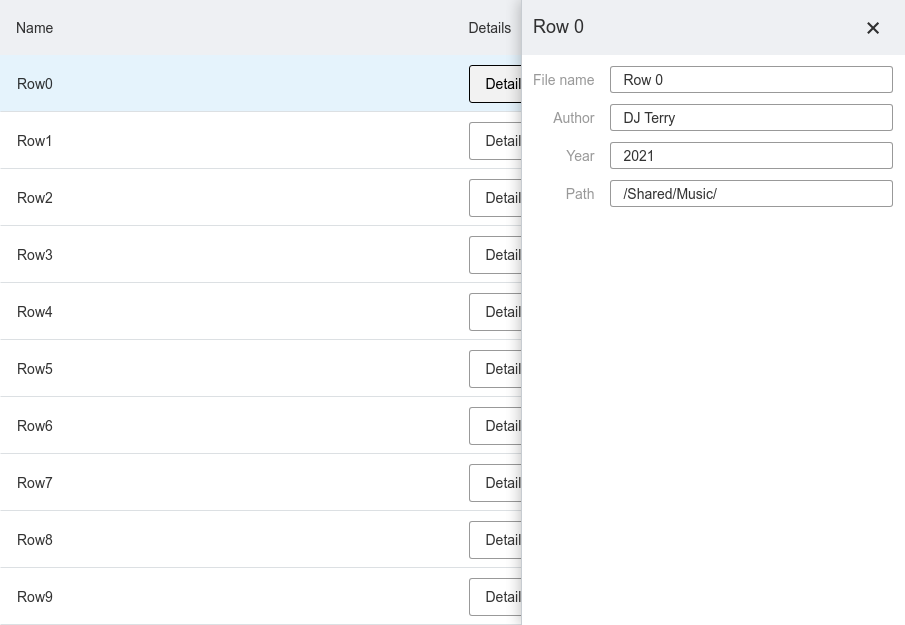 Name Details
Row0 Detail
Row1 Detail
Row2 Detail
Row3 Detail
Row4 Detail
Row5 Detail
Row6 Detail
Row7 Detail
Row8 Detail
Row9 Detail
Row 0
File name Row 0
Author DJ Terry
Year 2021
Path /Shared/Music/